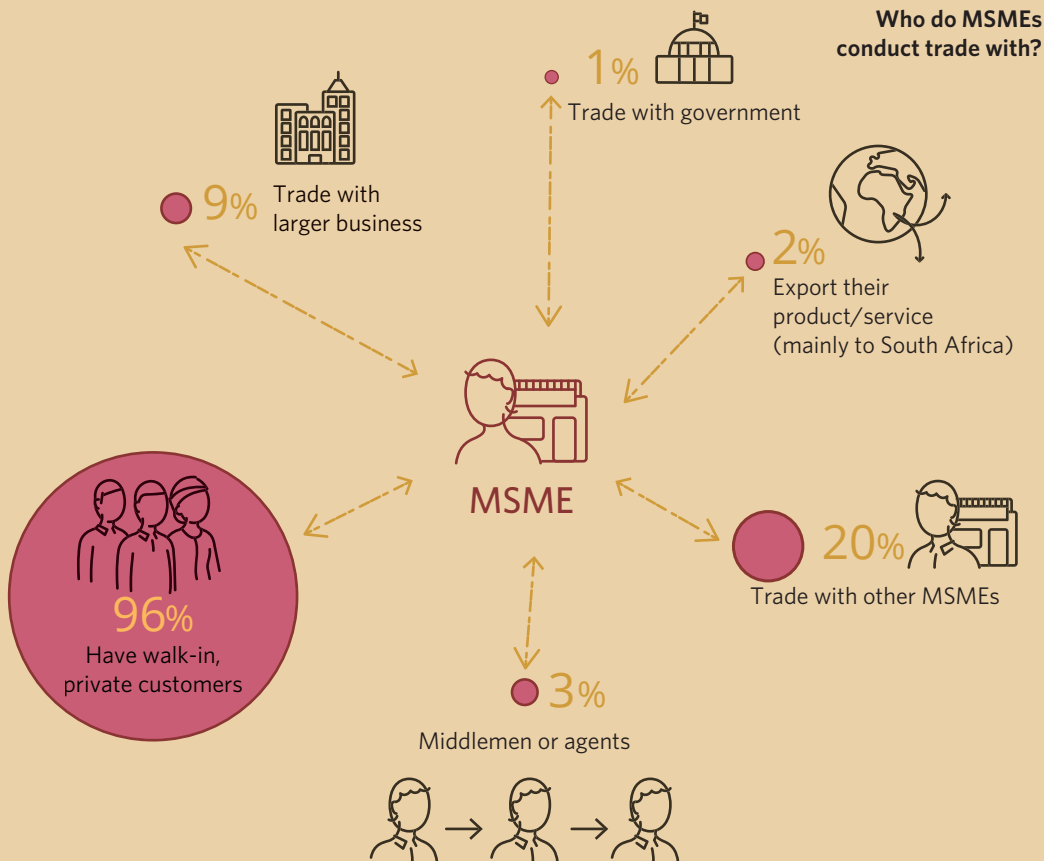 Who do MSMEs
conduct trade with?
1%
Trade with government
9%
Trade with
larger business
2%
Export their
product/service
(mainly to South Africa)
MSME
20%
Trade with other MSMEs
96%
Have walk-in,
private customers
3%
Middlemen or agents